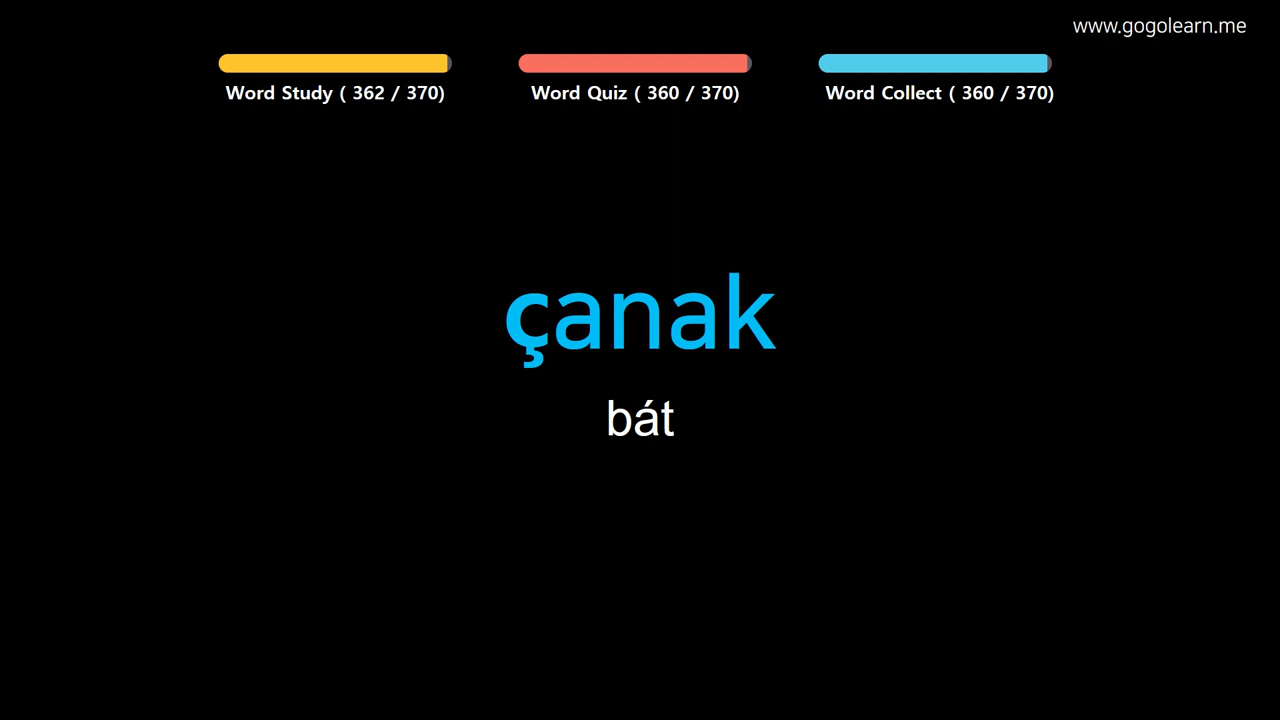 www.gogolearn.me
Word Study ( 362 / 370)
Word Quiz ( 360 / 370)
Word Collect ( 360 / 370)
çanak
bát